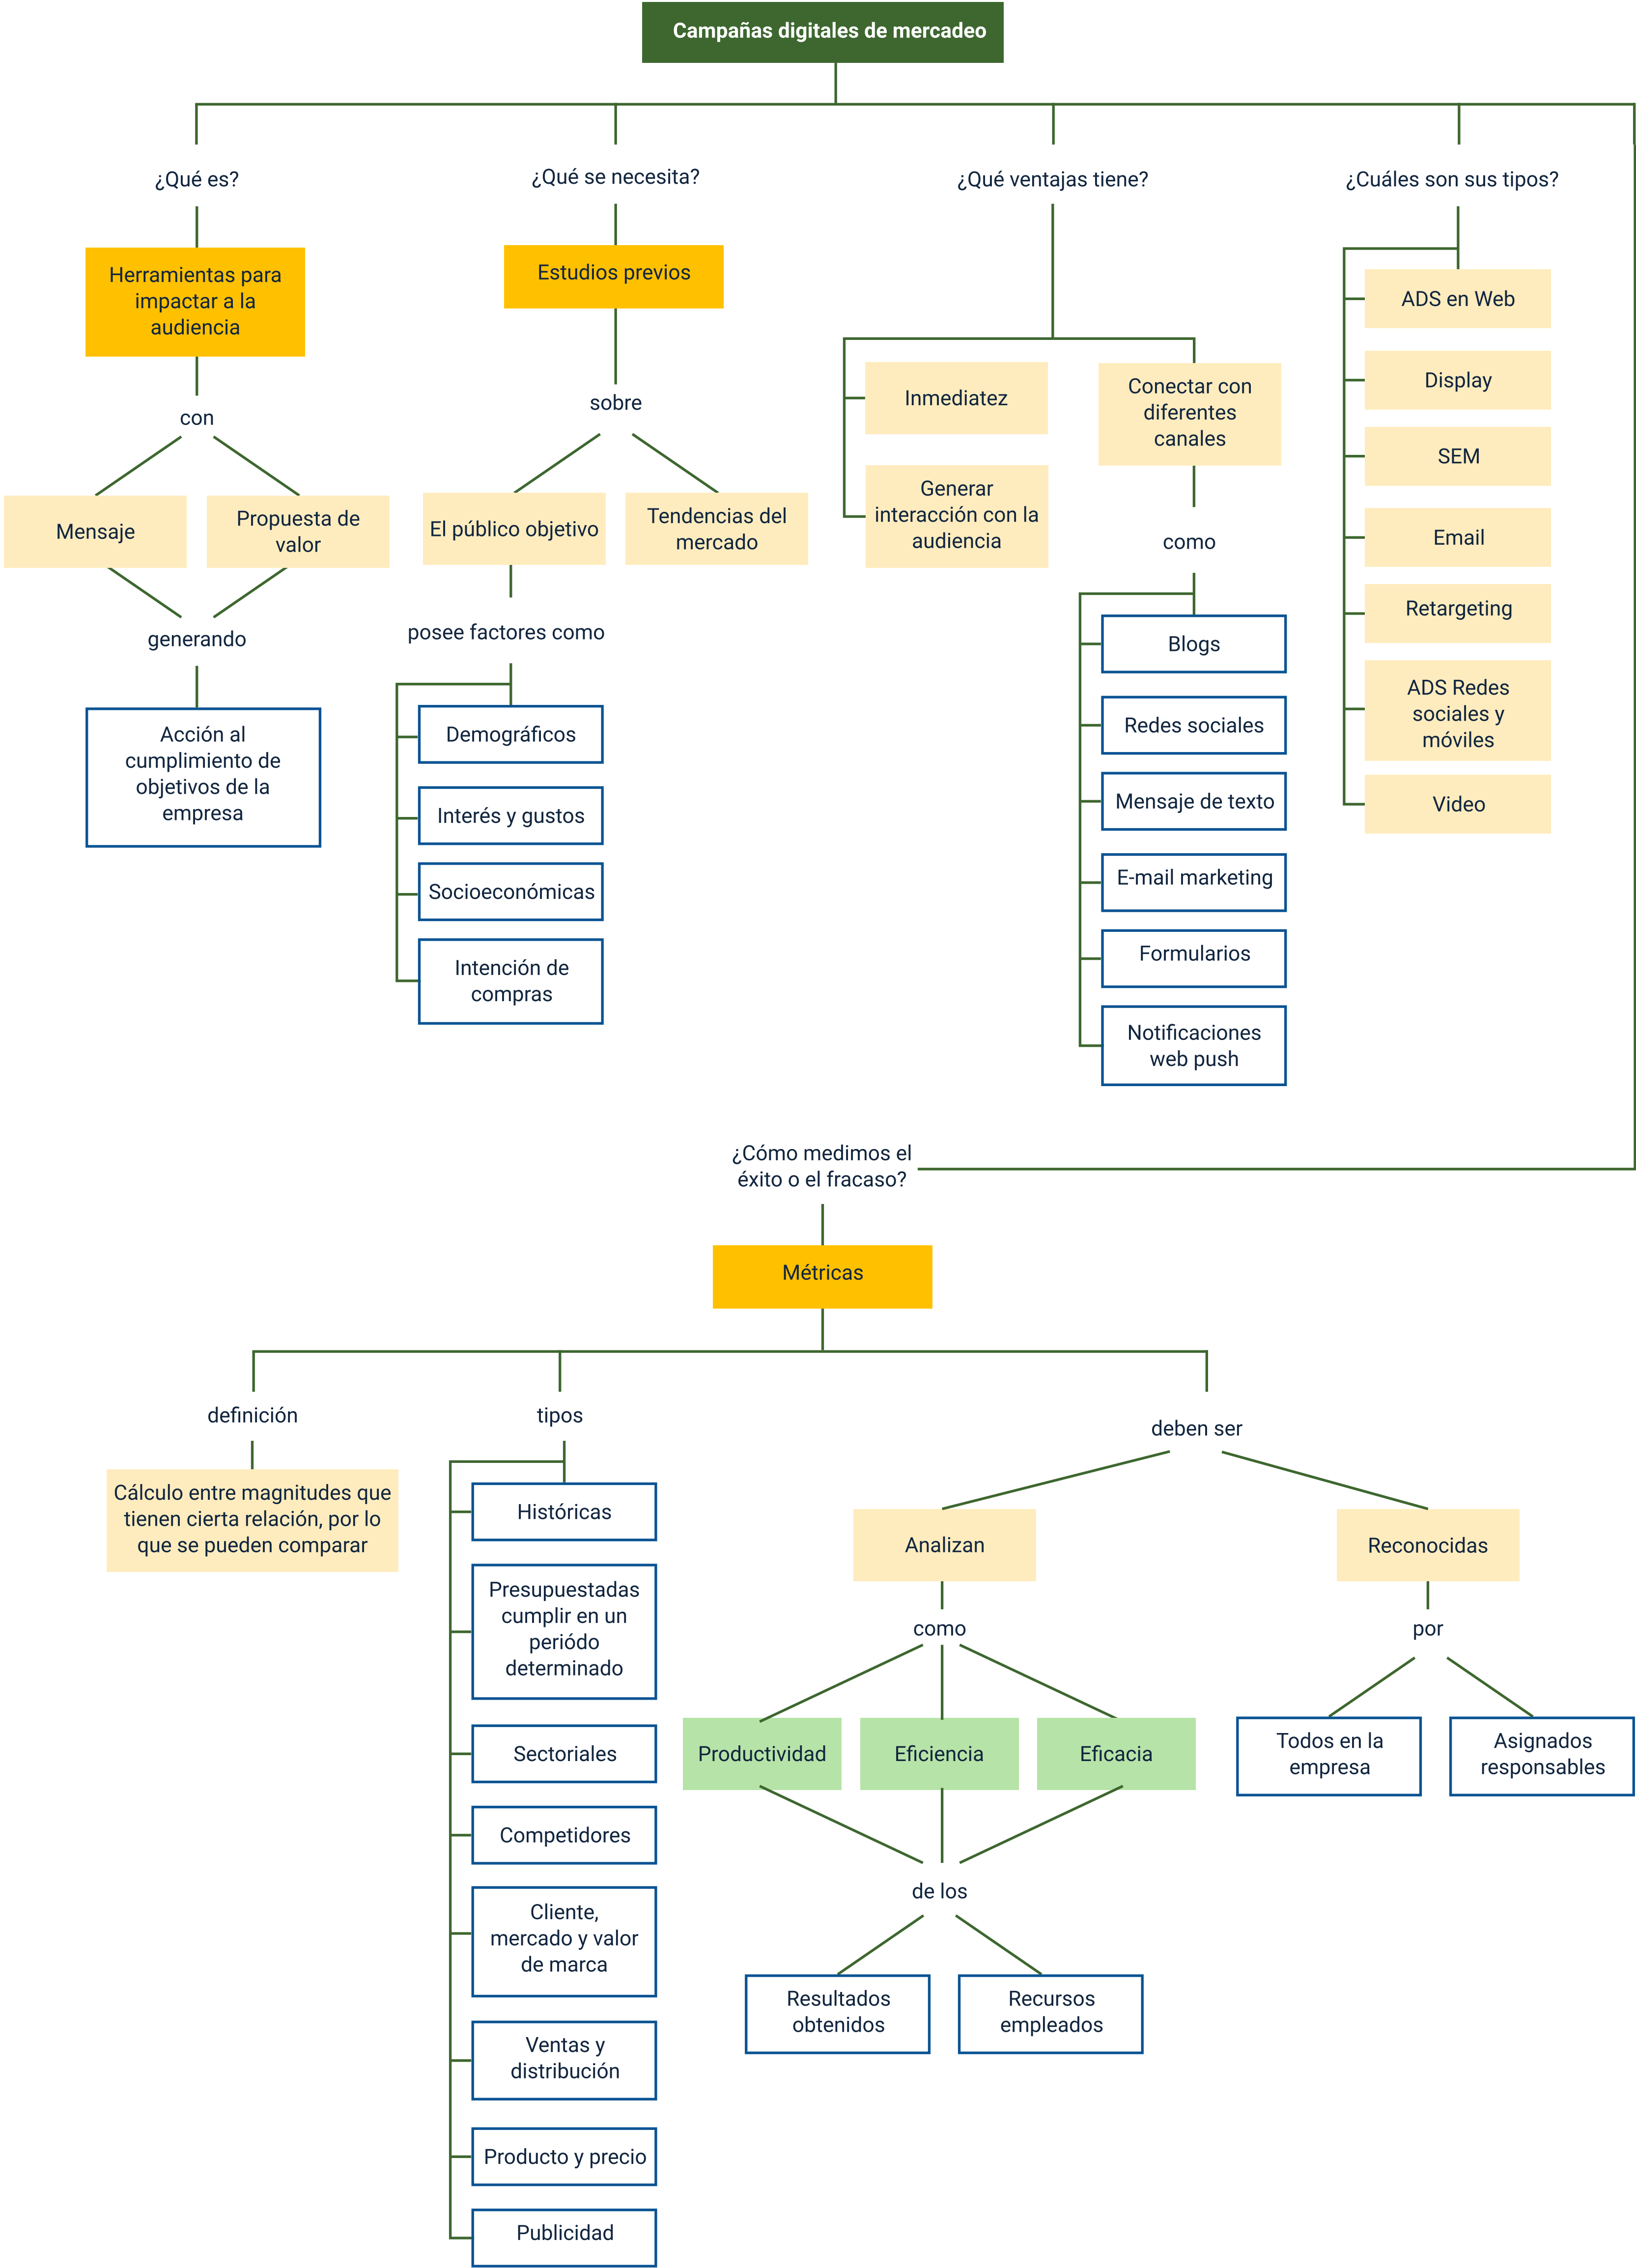 Campañas digitales de mercadeo
¿Qué es?
Herramientas para
impactar a la
audiencia
con
Mensaje
Propuesta de
valor
generando
Acción al
cumplimiento de
objetivos de la
empresa
¿Qué se necesita?
Estudios previos
sobre
El público objetivo
Tendencias del
mercado
posee factores como
Demográficos
Interés y gustos
Socioeconómicas
Intención de
compras
¿Qué ventajas tiene?
Inmediatez
Generar
interacción con la
audiencia
Conectar con
diferentes
canales
como
Blogs
Redes sociales
Mensaje de texto
E-mail marketing
Formularios
Notificaciones
web push
¿Cuáles son sus tipos?
ADS en Web
Display
SEM
Email
Retargeting
ADS Redes
sociales y
móviles
Video
¿Cómo medimos el
éxito o el fracaso?
Métricas
definición
Cálculo entre magnitudes que
tienen cierta relación, por lo
que se pueden comparar
tipos
Históricas
Presupuestadas
cumplir en un
periódo
determinado
Sectoriales
Competidores
Cliente,
mercado y valor
de marca
Ventas y
distribución
Producto y precio
Publicidad
deben ser
Analizan
como
Productividad
Eficiencia
Eficacia
de los
Resultados
obtenidos
Recursos
empleados
Reconocidas
por
Todos en la
empresa
Asignados
responsables